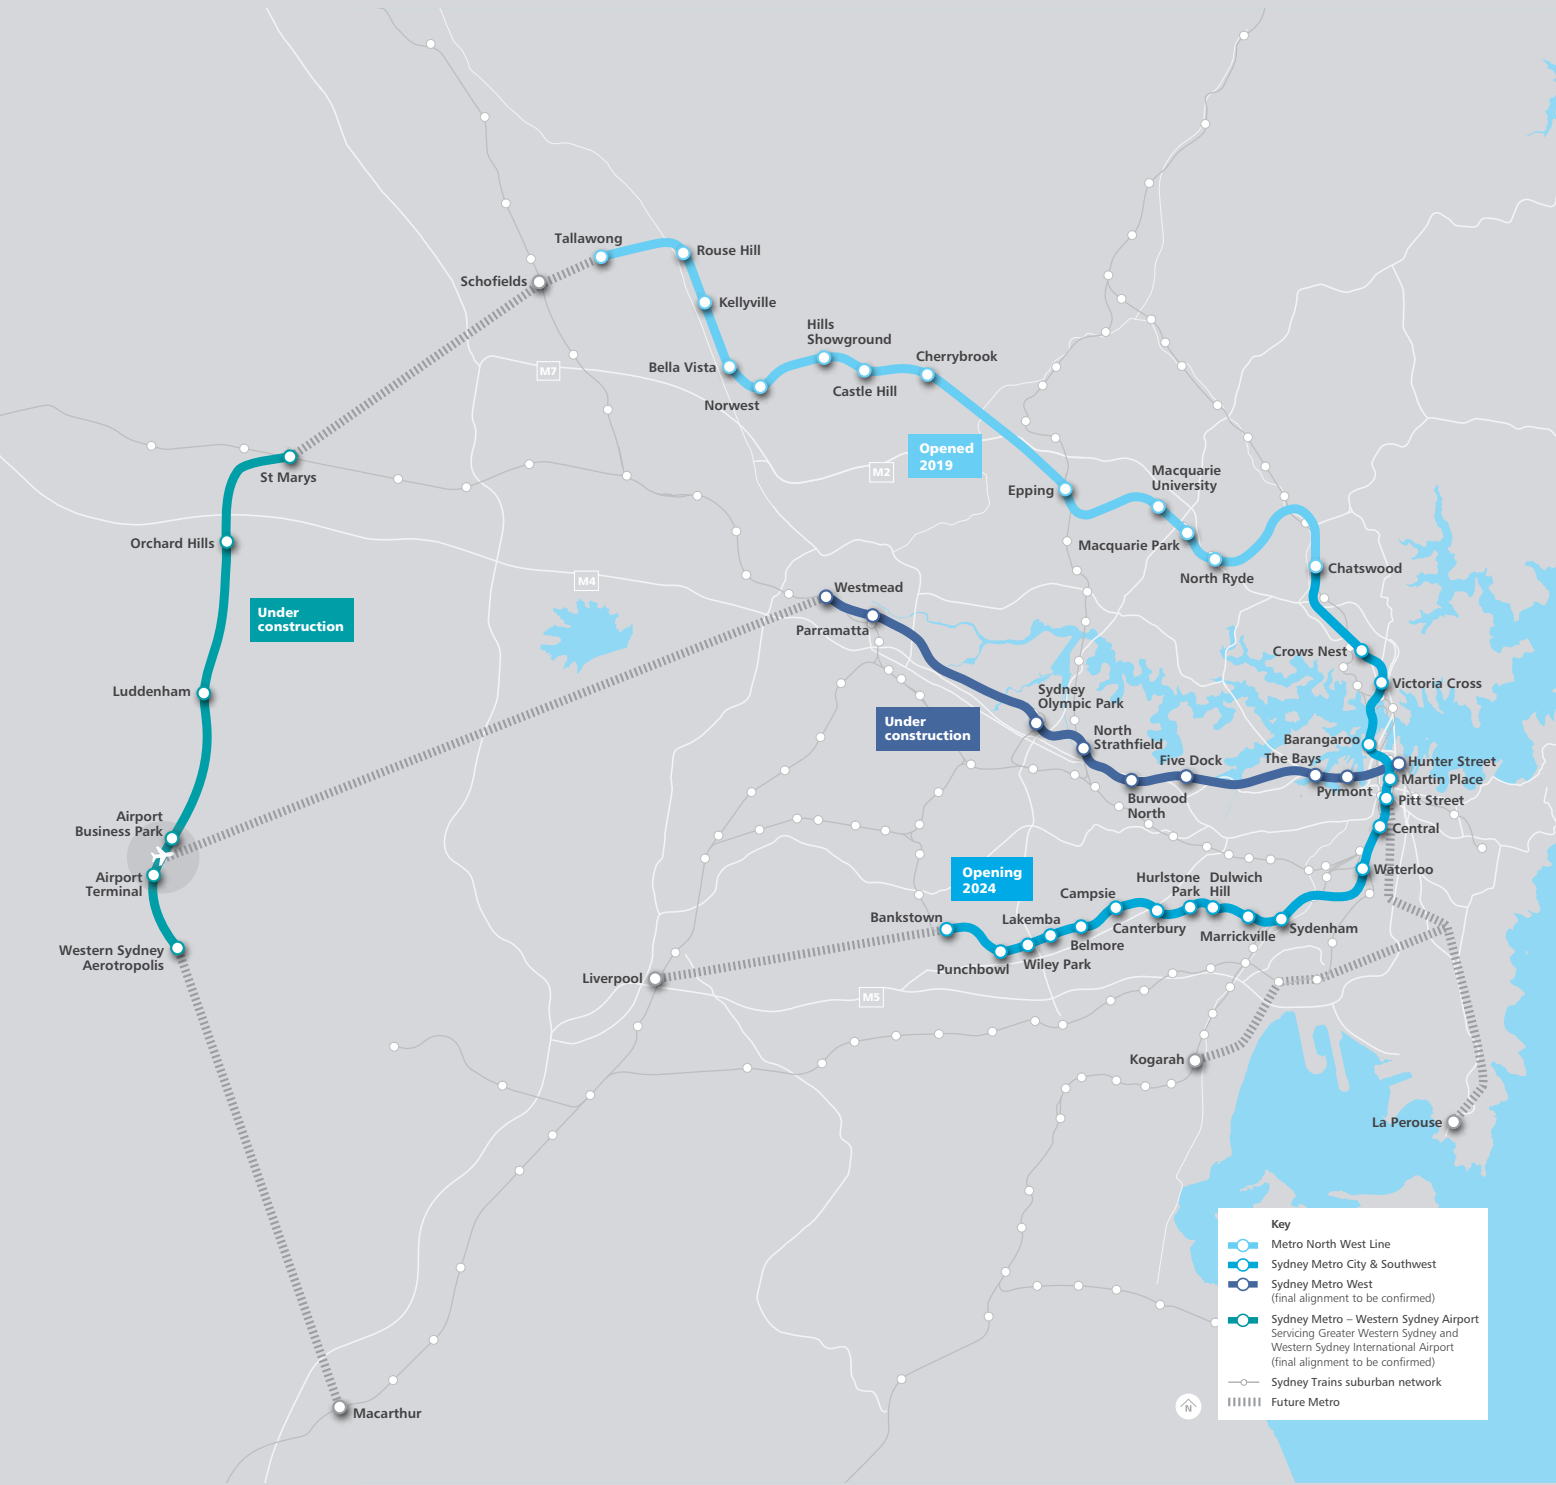 Tallawong
Rouse Hill
Schofields
Kellyville
Hills
Showground
Cherrybrook
Bella Vista
M7
Castle Hill
Norwest
Opened
2019
M2
Macquarie
University
St Marys
Epping
Orchard Hills
Macquarie Park
North Ryde
Chatswood
M4
Westmead
Under
construction
Parramatta
Crows Nest
Luddenham
Victoria Cross
Sydney
Olympic Park
Under
construction
North
Strathfield
Barangaroo
Five Dock
The Bays
Hunter Street
Martin Place
Pyrmont
Burwood
North
Pitt Street
Airport
Business Park
Central
Airport
Terminal
Opening
2024
Waterloo
Hurlstone
Park
Dulwich
Hill
Campsie
Bankstown
Lakemba
Canterbury
Sydenham
Marrickville
Belmore
Western Sydney
Aerotropolis
Punchbowl
Wiley Park
Liverpool
M5
Kogarah
La Perouse
Key
Metro North West Line
Sydney Metro City & Southwest
Sydney Metro West
(final alignment to be confirmed)
Sydney Metro – Western Sydney Airport
Servicing Greater Western Sydney and
Western Sydney International Airport
(final alignment to be confirmed)
Sydney Trains suburban network
Future Metro
N
Macarthur